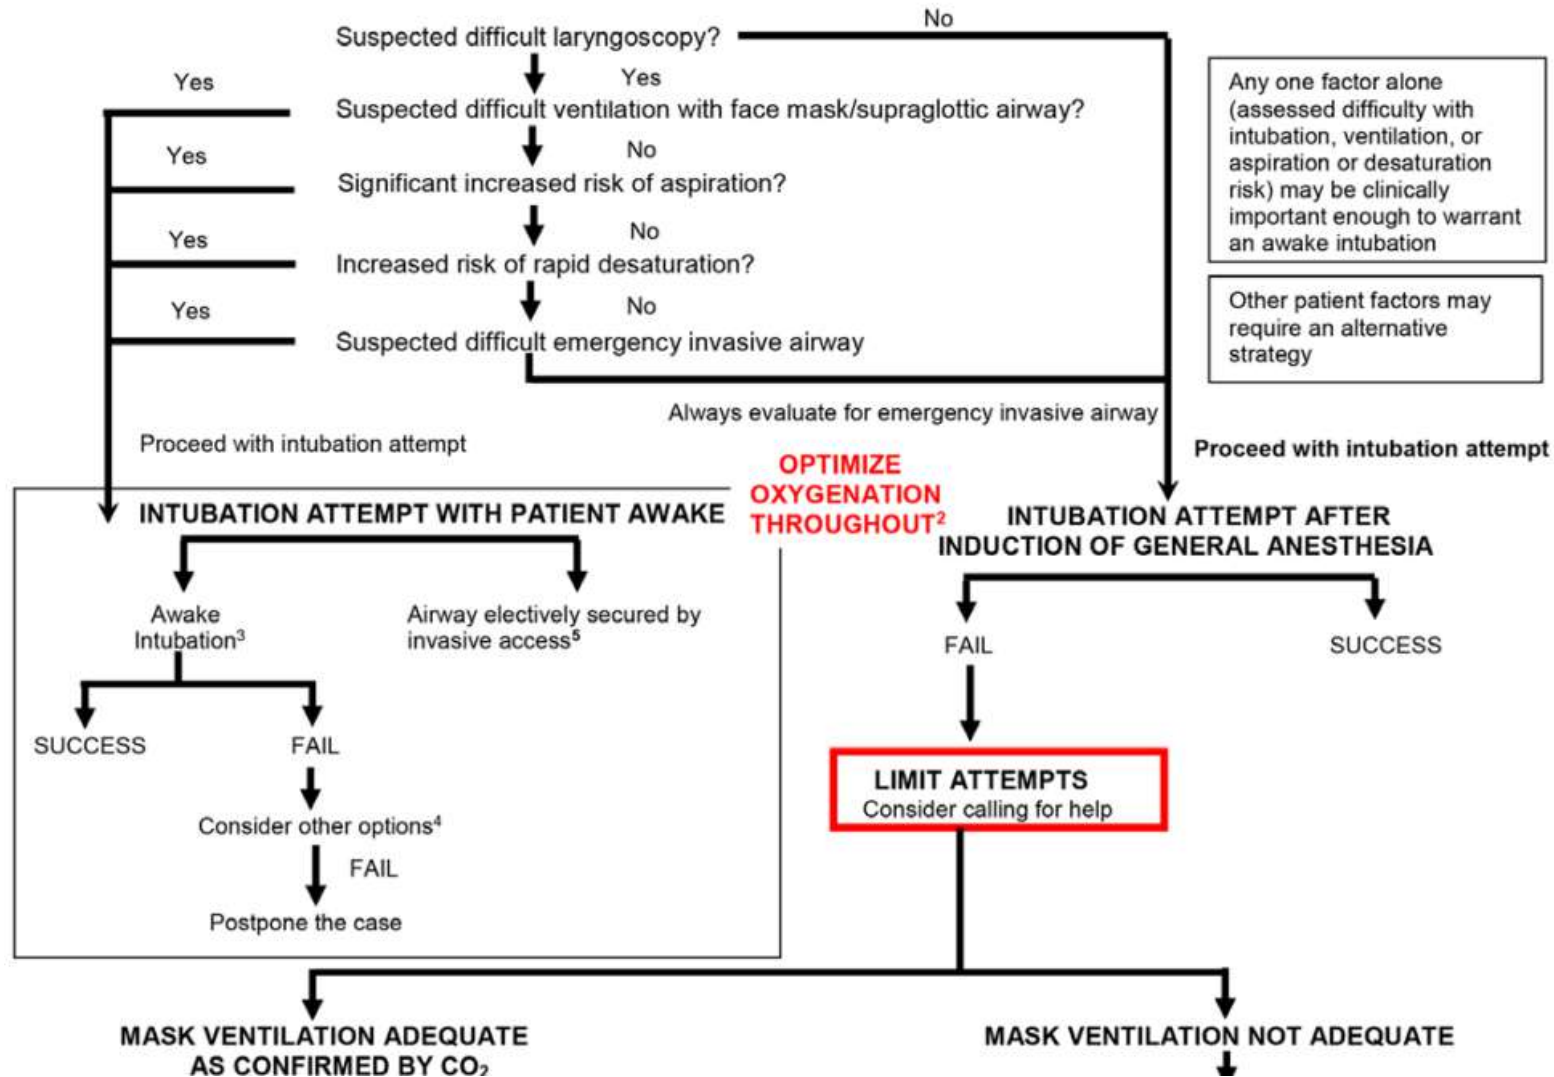 No
Suspected difficult laryngoscopy?
Yes
Yes
Suspected difficult ventilation with face mask/supraglottic airway?
Yes
No
Significant increased risk of aspiration?
Yes
No
Increased risk of rapid desaturation?
Yes
No
Suspected difficult emergency invasive airway
Any one factor alone
(assessed difficulty with
intubation, ventilation, or
aspiration or desaturation
risk) may be clinically
important enough to warrant
an awake intubation
Other patient factors may
require an alternative
strategy
Always evaluate for emergency invasive airway
Proceed with intubation attempt
Proceed with intubation attempt
OPTIMIZE
OXYGENATION
THROUGHOUT²
INTUBATION ATTEMPT WITH PATIENT AWAKE
INTUBATION ATTEMPT AFTER
INDUCTION OF GENERAL ANESTHESIA
Awake
Intubation³
Airway electively secured by
invasive access⁵
FAIL
SUCCESS
SUCCESS
FAIL
LIMIT ATTEMPTS
Consider calling for help
Consider other options⁴
FAIL
Postpone the case
MASK VENTILATION ADEQUATE
AS CONFIRMED BY CO₂
MASK VENTILATION NOT ADEQUATE